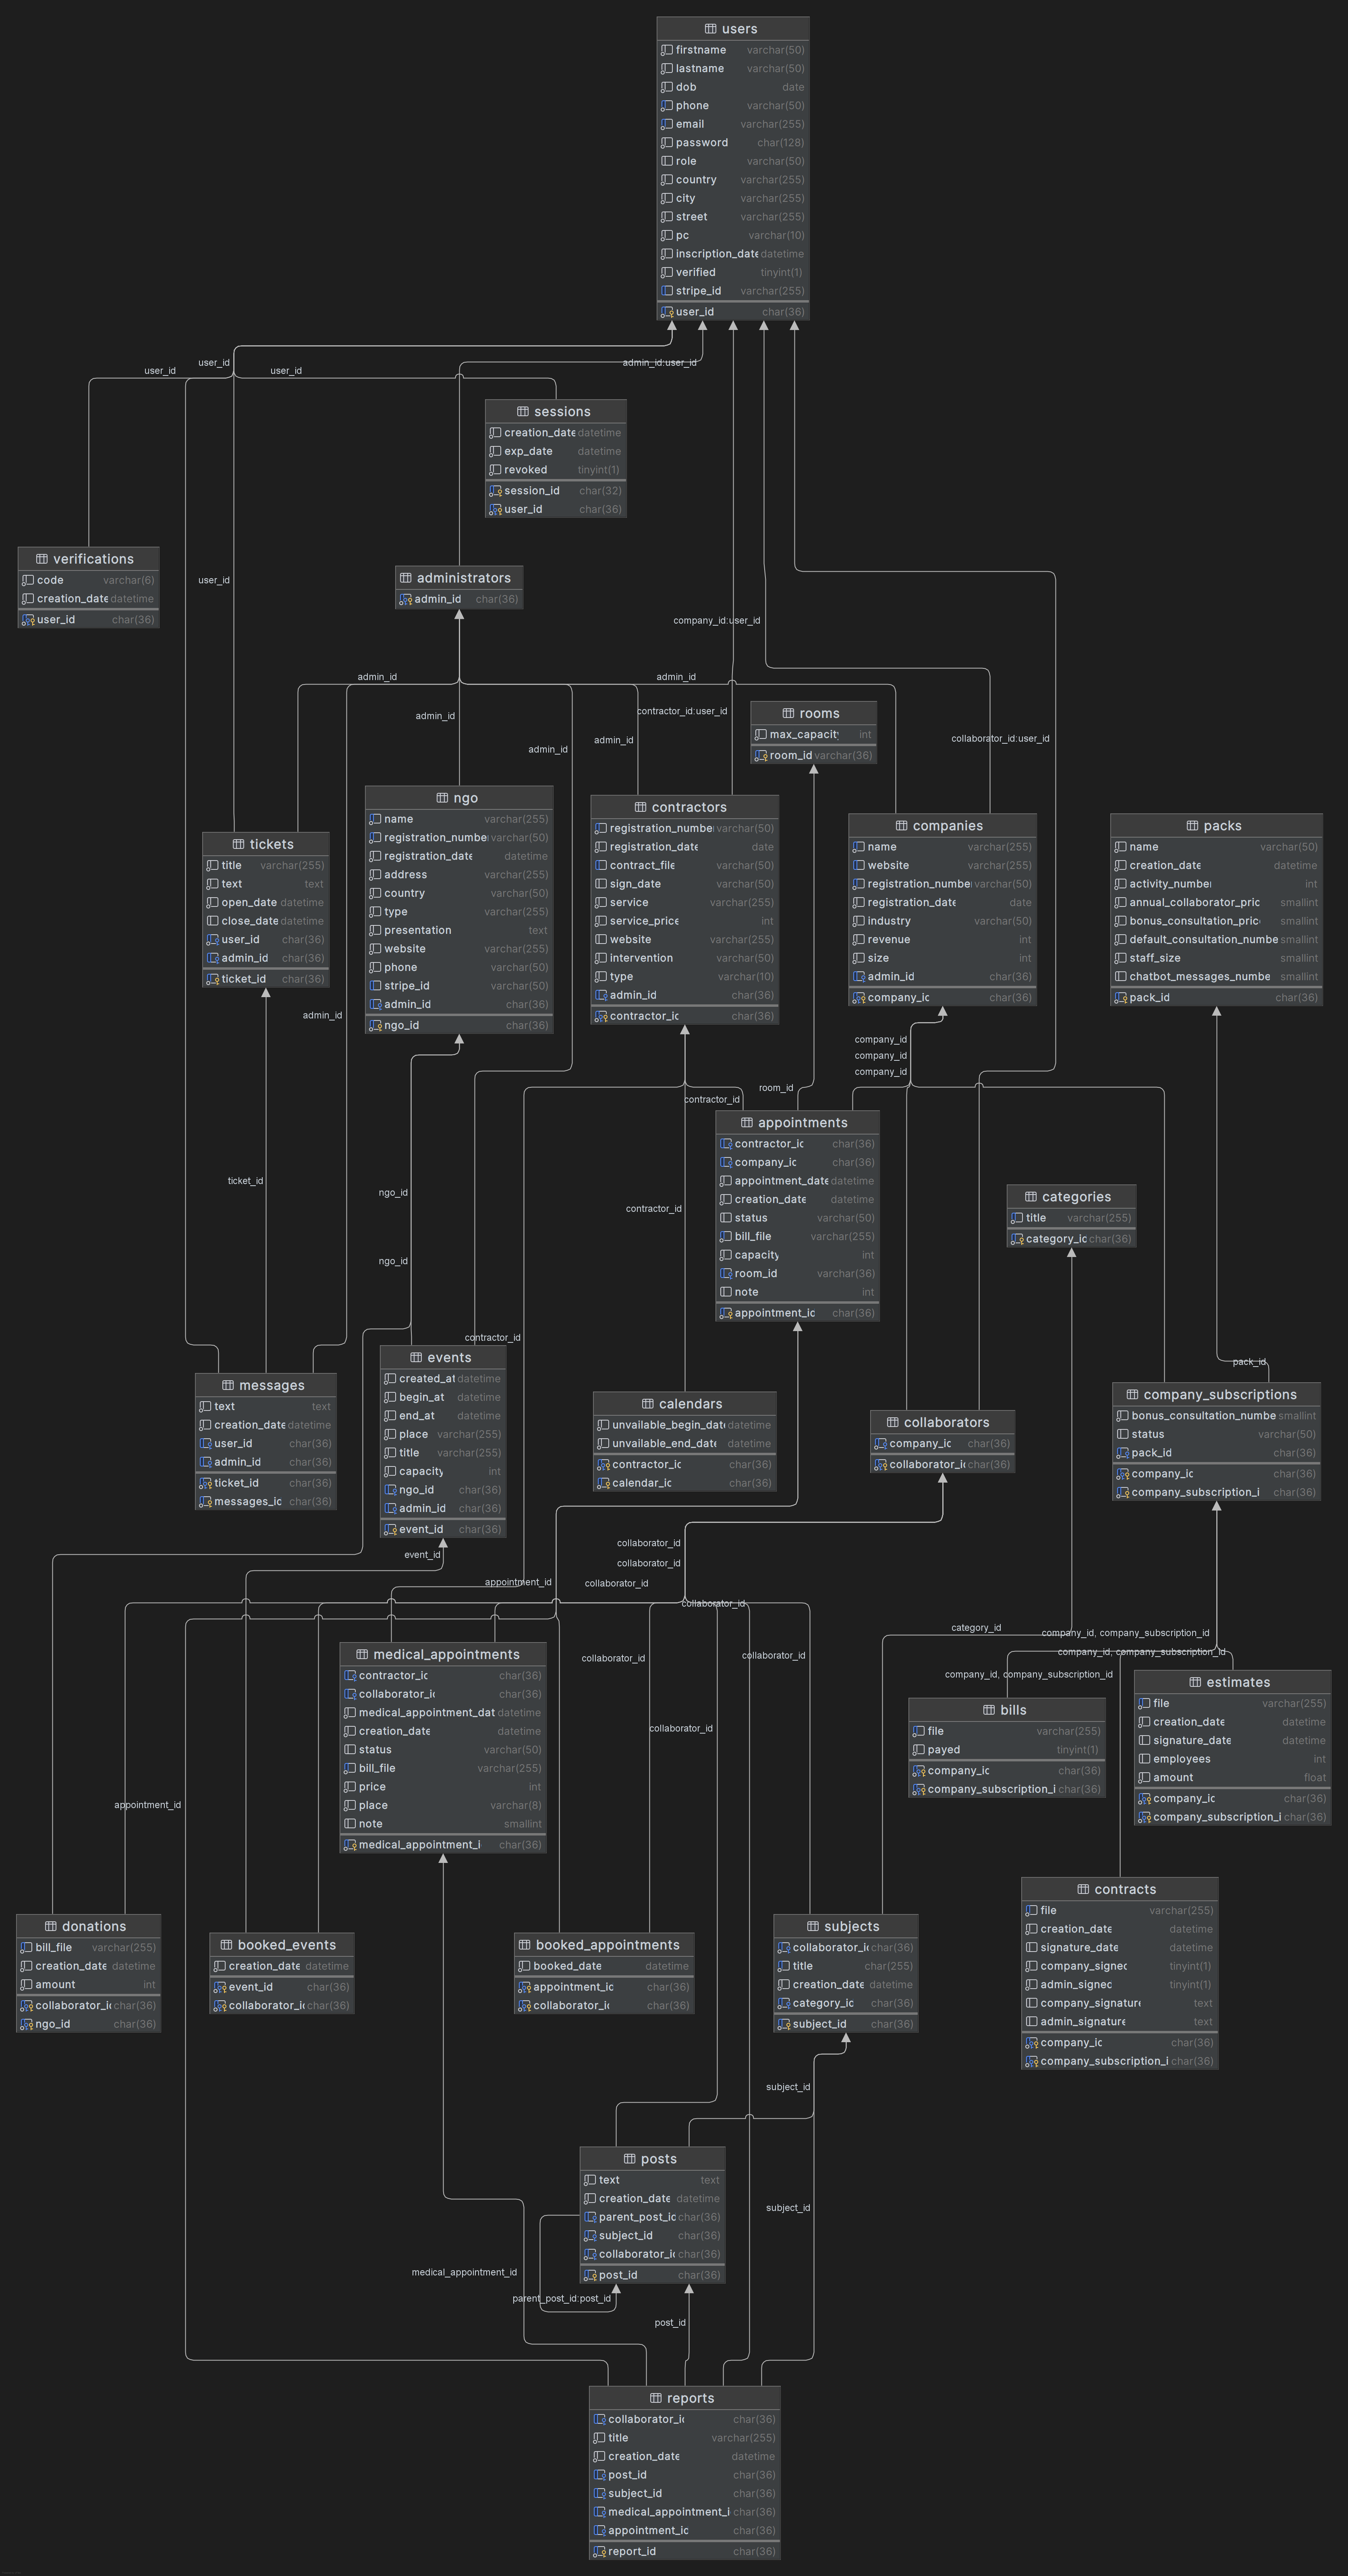 users
firstname varchar(50)
lastname varchar(50)
dob date
phone varchar(50)
email varchar(255)
password char(128)
role varchar(50)
country varchar(255)
city varchar(255)
street varchar(255)
pc varchar(10)
inscription_date datetime
verified tinyint(1)
stripe_id varchar(255)
user_id char(36)
user_id
admin_id:user_id
user_id
user_id
sessions
creation_date datetime
exp_date datetime
revoked tinyint(1)
session_id char(32)
user_id char(36)
verifications
code varchar(6)
creation_date datetime
user_id char(36)
user_id
administrators
admin_id char(36)
company_id:user_id
admin_id
admin_id
admin_id
contractor_id:user_id
admin_id
admin_id
collaborator_id:user_id
rooms
max_capacity int
room_id varchar(36)
ngo
name varchar(255)
registration_number varchar(50)
registration_date datetime
address varchar(255)
country varchar(50)
type varchar(255)
presentation text
website varchar(255)
phone varchar(50)
stripe_id varchar(50)
admin_id char(36)
ngo_id char(36)
contractors
registration_number varchar(50)
registration_date date
contract_file varchar(50)
sign_date varchar(50)
service varchar(255)
service_price int
website varchar(255)
intervention varchar(50)
type varchar(10)
admin_id char(36)
contractor_id char(36)
companies
name varchar(255)
website varchar(255)
registration_number varchar(50)
registration_date date
industry varchar(50)
revenue int
size int
admin_id char(36)
company_id char(36)
packs
name varchar(50)
creation_date datetime
activity_number int
annual_collaborator_pric smallint
bonus_consultation_pric smallint
default_consultation_numbe smallint
staff_size smallint
chatbot_messages_numbe smallint
pack_id char(36)
tickets
title varchar(255)
text text
open_date datetime
close_date datetime
user_id char(36)
admin_id char(36)
ticket_id char(36)
admin_id
company_id
company_id
company_id
room_id
contractor_id
appointments
contractor_id char(36)
company_id char(36)
appointment_date datetime
creation_date datetime
status varchar(50)
bill_file varchar(255)
capacity int
room_id varchar(36)
note int
appointment_id char(36)
ticket_id
ngo_id
contractor_id
ngo_id
categories
title varchar(255)
category_id char(36)
contractor_id
pack_id
events
created_at datetime
begin_at datetime
end_at datetime
place varchar(255)
title varchar(255)
capacity int
ngo_id char(36)
admin_id char(36)
event_id char(36)
messages
text text
creation_date datetime
user_id char(36)
admin_id char(36)
ticket_id char(36)
messages_id char(36)
calendars
unvailable_begin_date datetime
unvailable_end_date datetime
contractor_id char(36)
calendar_id char(36)
collaborators
company_id char(36)
collaborator_id char(36)
company_subscriptions
bonus_consultation_numbe smallint
status varchar(50)
pack_id char(36)
company_id char(36)
company_subscription_i char(36)
collaborator_id
event_id
collaborator_id
appointment_id
collaborator_id
collaborator_id
category_id
company_id, company_subscription_id
company_id, company_subscription_id
company_id, company_subscription_id
collaborator_id
collaborator_id
collaborator_id
appointment_id
medical_appointments
contractor_id char(36)
collaborator_id char(36)
medical_appointment_dat datetime
creation_date datetime
status varchar(50)
bill_file varchar(255)
price int
place varchar(8)
note smallint
medical_appointment_i char(36)
bills
file varchar(255)
payed tinyint(1)
company_id char(36)
company_subscription_i char(36)
estimates
file varchar(255)
creation_date datetime
signature_date datetime
employees int
amount float
company_id char(36)
company_subscription_i char(36)
contracts
file varchar(255)
creation_date datetime
signature_date datetime
company_signed tinyint(1)
admin_signed tinyint(1)
company_signature text
admin_signature text
company_id char(36)
company_subscription_i char(36)
donations
bill_file varchar(255)
creation_date datetime
amount int
collaborator_id char(36)
ngo_id char(36)
booked_events
creation_date datetime
event_id char(36)
collaborator_id char(36)
booked_appointments
booked_date datetime
appointment_id char(36)
collaborator_id char(36)
subjects
collaborator_id char(36)
title char(255)
creation_date datetime
category_id char(36)
subject_id char(36)
subject_id
posts
text text
creation_date datetime
parent_post_id char(36)
subject_id char(36)
collaborator_id char(36)
post_id char(36)
subject_id
medical_appointment_id
parent_post_id:post_id
post_id
reports
collaborator_id char(36)
title varchar(255)
creation_date datetime
post_id char(36)
subject_id char(36)
medical_appointment_i char(36)
appointment_id char(36)
report_id char(36)